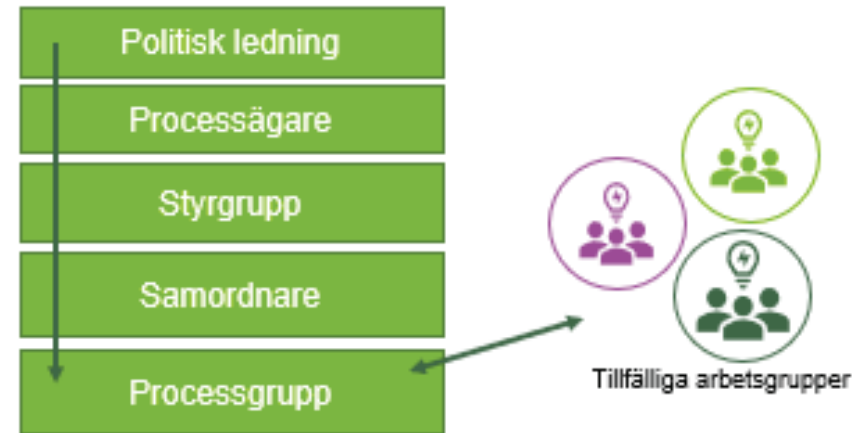 Politisk ledning
Processägare
Styrgrupp
Samordnare
Processgrupp
Tillfälliga arbetsgrupper